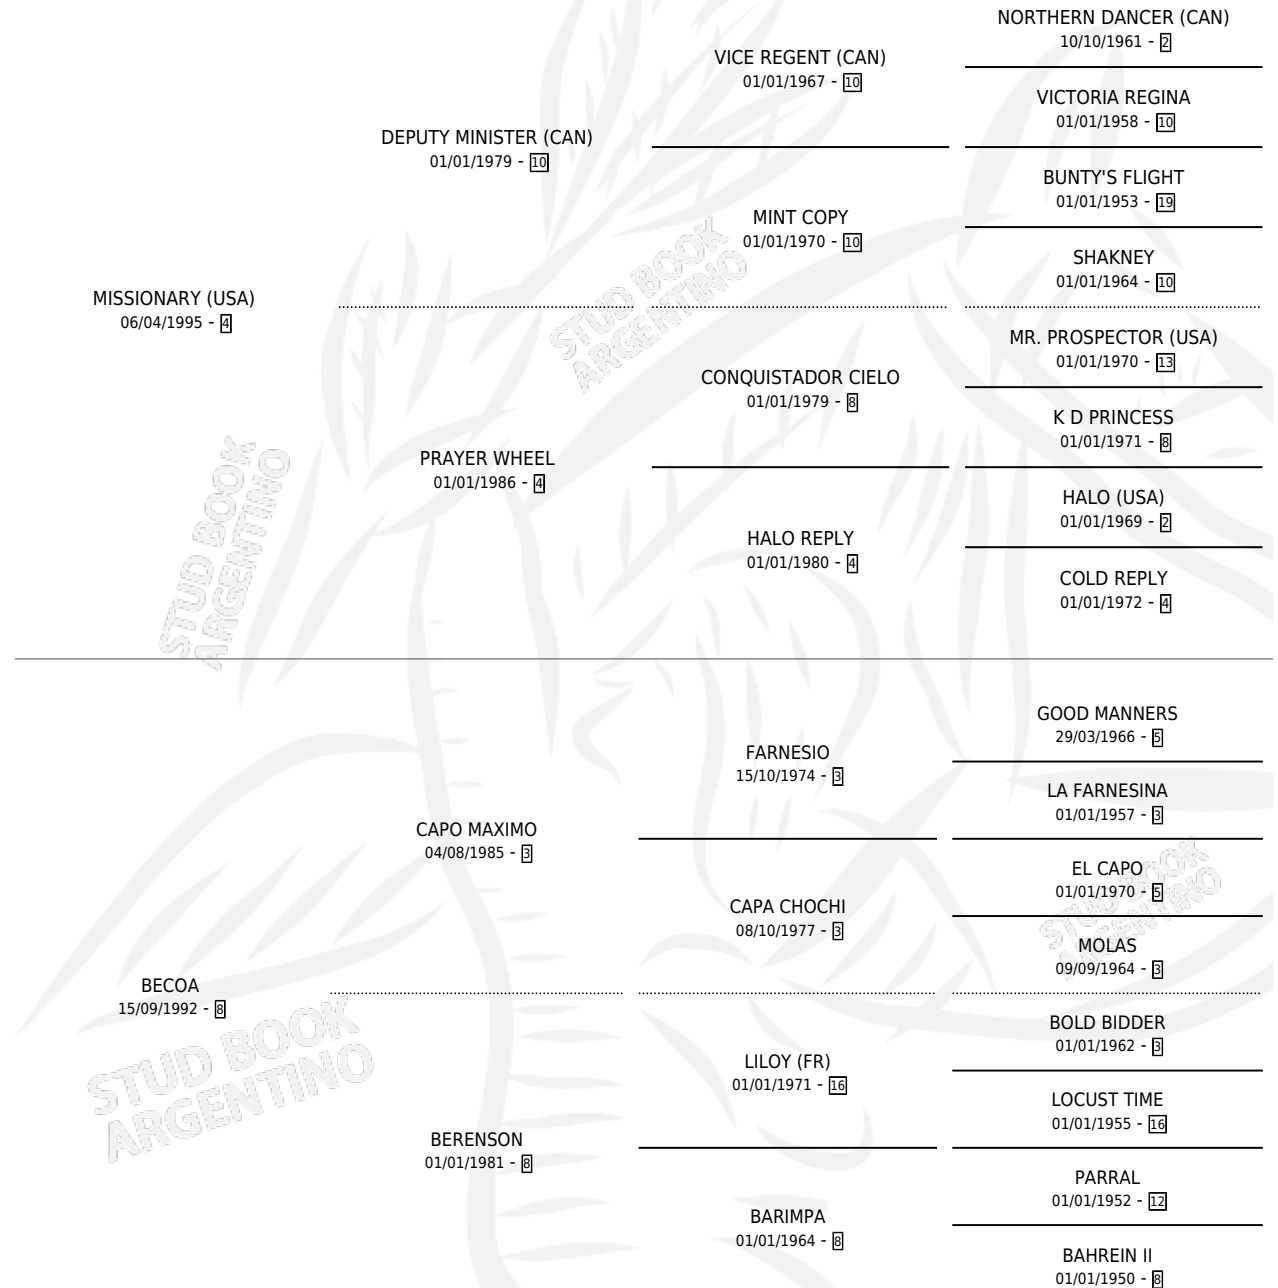 NORTHERN DANCER (CAN)
10/10/1961 - 2
VICE REGENT (CAN)
01/01/1967 - 10
VICTORIA REGINA
01/01/1958 - 10
DEPUTY MINISTER (CAN)
01/01/1979 - 10
BUNTY'S FLIGHT
01/01/1953 - 19
MINT COPY
01/01/1970 - 10
SHAKNEY
01/01/1964 - 10
MISSIONARY (USA)
06/04/1995 - 4
MR. PROSPECTOR (USA)
01/01/1970 - 13
CONQUISTADOR CIELO
01/01/1979 - 8
K D PRINCESS
01/01/1971 - 8
PRAYER WHEEL
01/01/1986 - 4
HALO (USA)
01/01/1969 - 2
HALO REPLY
01/01/1980 - 4
COLD REPLY
01/01/1972 - 4
GOOD MANNERS
29/03/1966 - 5
FARNESIO
15/10/1974 - 3
LA FARNESINA
01/01/1957 - 3
CAPO MAXIMO
04/08/1985 - 3
EL CAPO
01/01/1970 - 5
CAPA CHOCHI
08/10/1977 - 3
MOLAS
09/09/1964 - 3
BECOA
15/09/1992 - 8
BOLD BIDDER
01/01/1962 - 3
LILOY (FR)
01/01/1971 - 16
LOCUST TIME
01/01/1955 - 16
BERENSON
01/01/1981 - 8
PARRAL
01/01/1952 - 12
BARIMPA
01/01/1964 - 8
BAHREIN II
01/01/1950 - 8
STUD BOOK
ARGENTINO
STUD BOOK
ARGENTINO
STUD BOOK
ARGENTINO
STUD BOOK
ARGENTINO